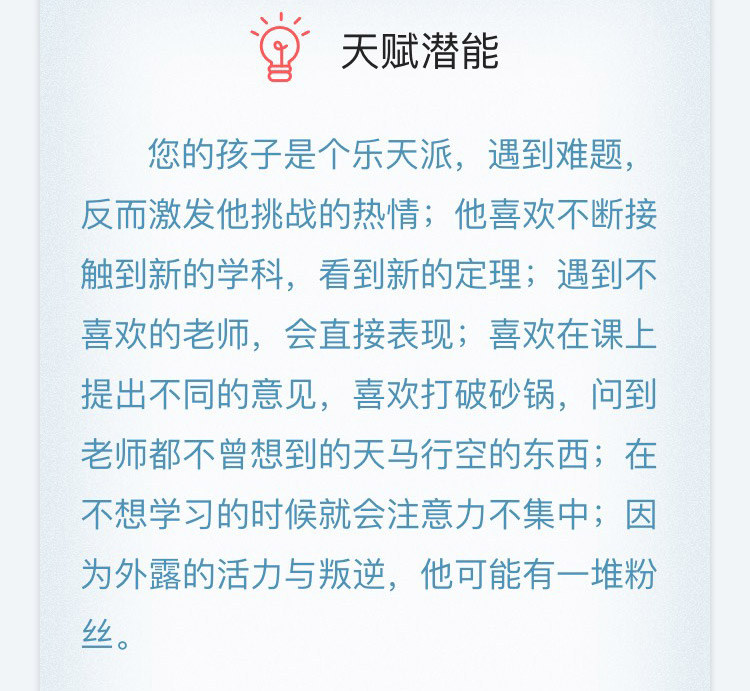 天赋潜能
您的孩子是个乐天派，遇到难题，
反而激发他挑战的热情；他喜欢不断接
触到新的学科，看到新的定理；遇到不
喜欢的老师，会直接表现；喜欢在课上
提出不同的意见，喜欢打破砂锅，问到
老师都不曾想到的天马行空的东西；在
不想学习的时候就会注意力不集中；因
为外露的活力与叛逆，他可能有一堆粉
丝。